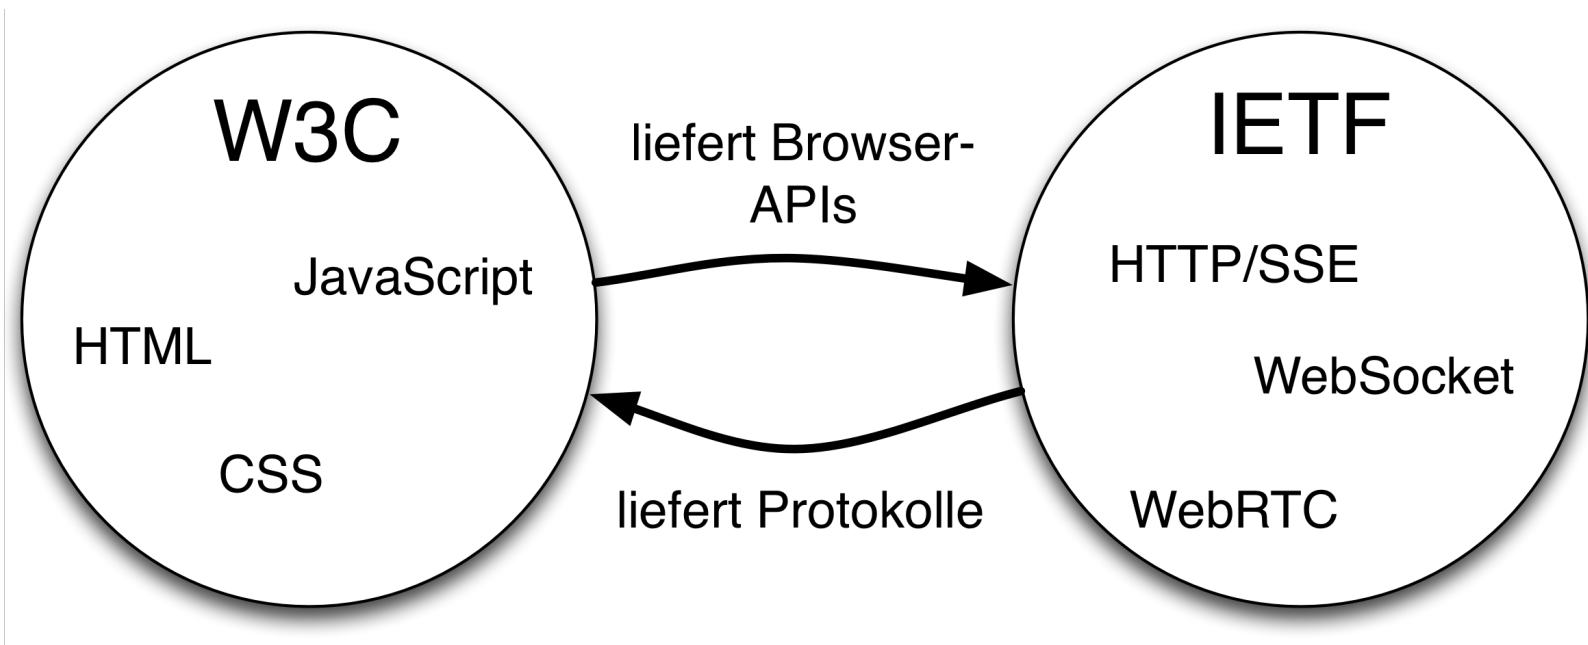 W3C
JavaScript
HTML
CSS
liefert Browser-
APIs
liefert Protokolle
IETF
HTTP/SSE
WebSocket
WebRTC